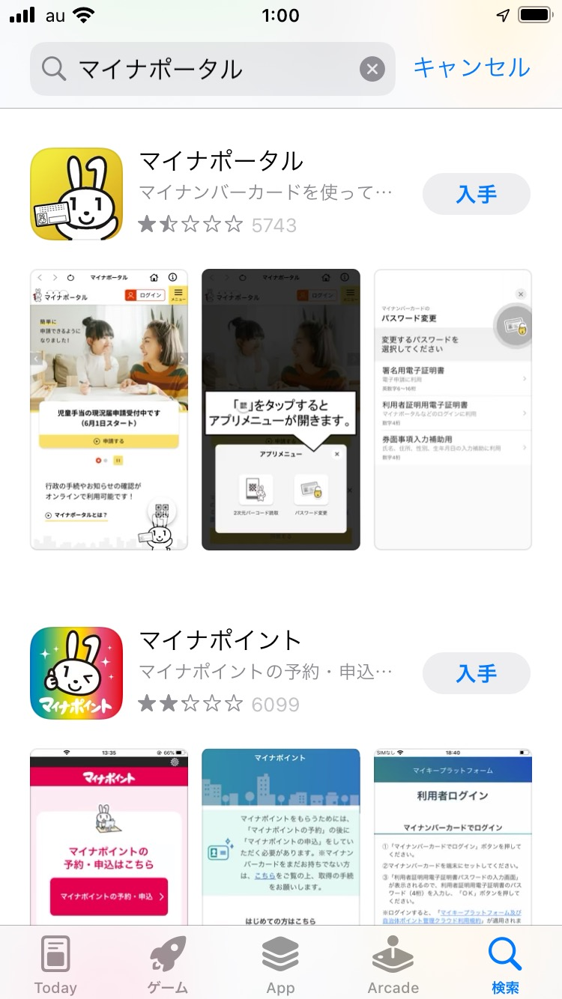 au 1:00
マイナポータル キャンセル
マイナポータル
マイナンバーカードを使って…
入手
5743
マイナポータル
マイナポータル
ログイン
メニュー
簡単に
申請できるように
なりました!
児童手当の現況届申請受付中です
(6月1日スタート)
申請する
行政の手続やお知らせの確認が
オンラインで利用可能です!
マイナポータルとは?
マイナポータル
マイナポータル
ログイン
「 」をタップすると
アプリメニューが開きます。
アプリメニュー
2次元バーコード読取 パスワード変更
マイナンバーカードの
パスワード変更
変更するパスワードを
選択してください
署名用電子証明書
電子申請に利用
英数字6~16桁
利用者証明用電子証明書
マイナポータルなどのログインに利用
数字4桁
券面事項入力補助用
氏名、住所、性別、生年月日の入力補助に利用
数字4桁
マイナポイント
マイナポイント
マイナポイントの予約・申込…
入手
6099
13:35 66%
マイナポイント
マイナポイントの
予約・申込はこちら
マイナポイントの予約・申込
マイナポイント
マイナポイントをもらうためには、
「マイナポイントの予約」の後に
「マイナポイントの申込」をしてい
ただく必要があります。※マイナン
バーカードをまだお持ちでない方
は、こちらをご覧の上、取得の手続
をお願いします。
はじめての方はこちら
SIMなし 18:40
マイキープラットフォーム
利用者ログイン
マイナンバーカードでログイン
①「マイナンバーカードでログイン」ボタンを押して
ください。
②マイナンバーカードを端末にセットしてください。
③「利用者証明用電子証明書パスワードの入力画面」
が表示されるので、利用者証明用電子証明書のパス
ワード(4桁)を入力し、「OK」ボタンを押して
ください。
※ログインすると、「マイキープラットフォーム及び
自治体ポイント管理クラウド利用規約」が適用されま
Today ゲーム App Arcade 検索